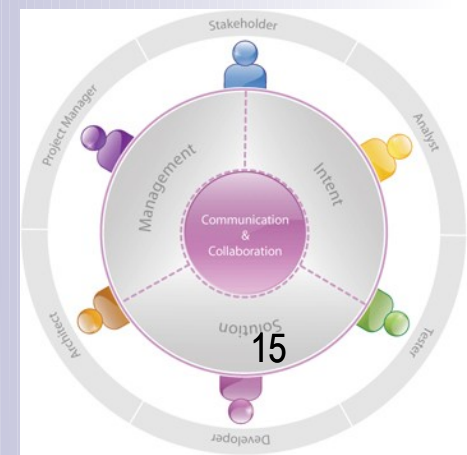 Stakeholder
Project Manager
Analyst
Management
Intent
Communication
&
Collaboration
Solution
15
Architect
Tester
Developer